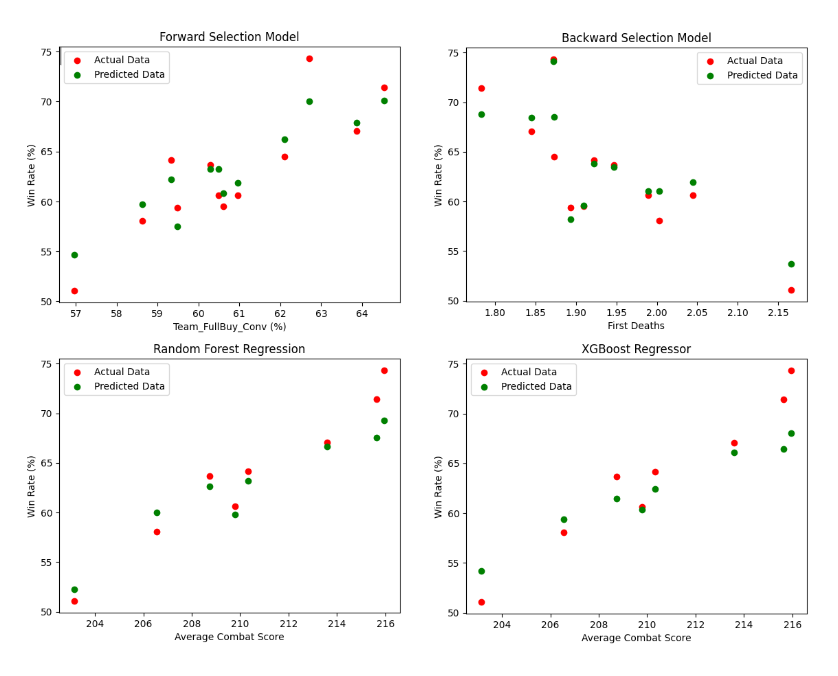 Forward Selection Model
Actual Data
Predicted Data
75
70
65
60
55
50
Win Rate (%)
57 58 59 60 61 62 63 64
Team_FullBuy_Conv (%)
Backward Selection Model
Actual Data
Predicted Data
75
70
65
60
55
50
Win Rate (%)
1.80 1.85 1.90 1.95 2.00 2.05 2.10 2.15
First Deaths
Random Forest Regression
Actual Data
Predicted Data
75
70
65
60
55
50
Win Rate (%)
204 206 208 210 212 214 216
Average Combat Score
XGBoost Regressor
Actual Data
Predicted Data
75
70
65
60
55
50
Win Rate (%)
204 206 208 210 212 214 216
Average Combat Score